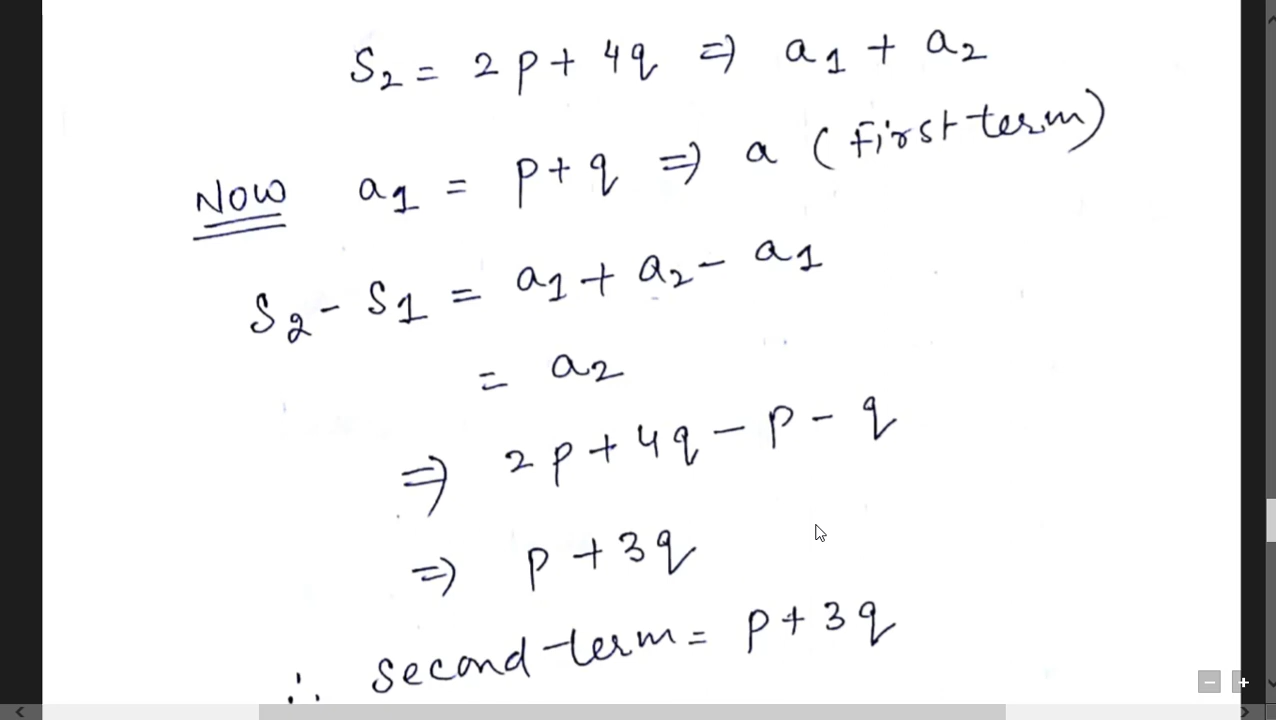 S₂ = 2p + 4q ⇒ a₁ + a₂
Now a₁ = p + q ⇒ a (First term)
S₂ - S₁ = a₁ + a₂ - a₁
= a₂
⇒ 2p + 4q - p - q
⇒ p + 3q
∴ second term = p + 3q